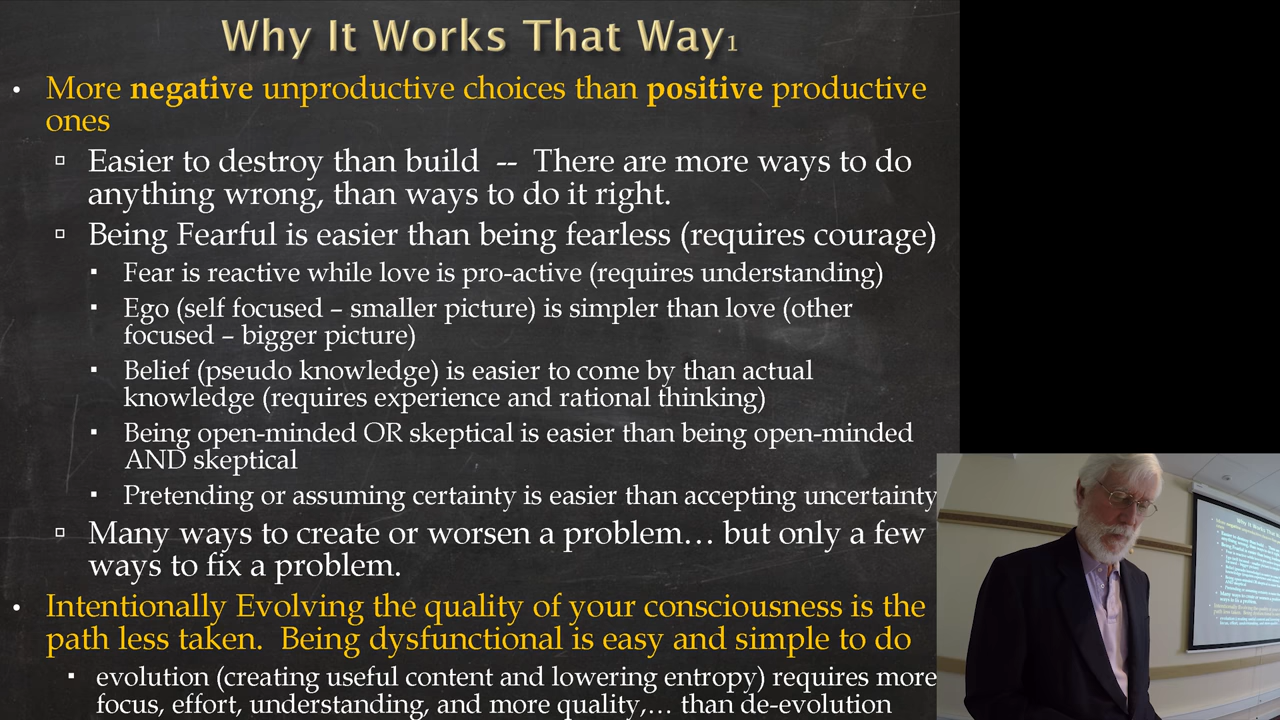 Why It Works That Way1
• More negative unproductive choices than positive productive
ones
▫ Easier to destroy than build -- There are more ways to do
anything wrong, than ways to do it right.
▫ Being Fearful is easier than being fearless (requires courage)
▪ Fear is reactive while love is pro-active (requires understanding)
▪ Ego (self focused – smaller picture) is simpler than love (other
focused – bigger picture)
▪ Belief (pseudo knowledge) is easier to come by than actual
knowledge (requires experience and rational thinking)
▪ Being open-minded OR skeptical is easier than being open-minded
AND skeptical
▪ Pretending or assuming certainty is easier than accepting uncertainty
▫ Many ways to create or worsen a problem… but only a few
ways to fix a problem.
• Intentionally Evolving the quality of your consciousness is the
path less taken. Being dysfunctional is easy and simple to do
▪ evolution (creating useful content and lowering entropy) requires more
focus, effort, understanding, and more quality,… than de-evolution